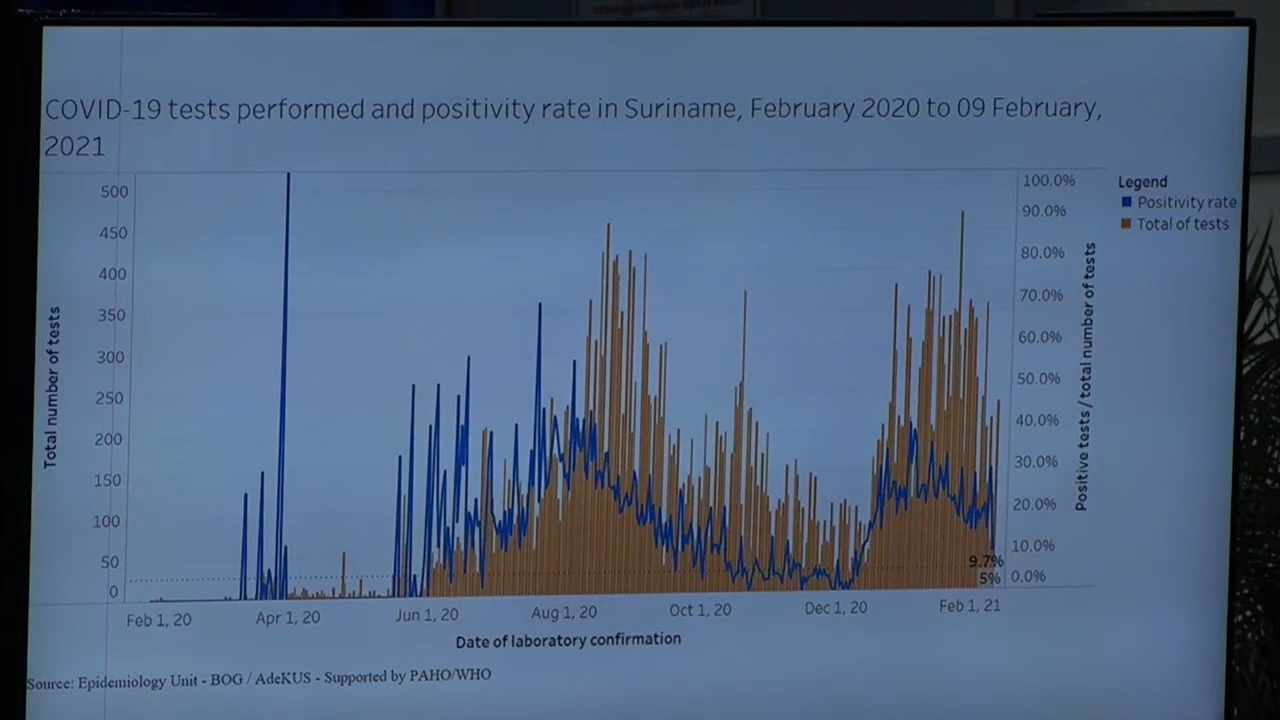 COVID-19 tests performed and positivity rate in Suriname, February 2020 to 09 February,
2021
Legend
Positivity rate
Total of tests
Total number of tests
500
450
400
350
300
250
200
150
100
50
0
100.0%
90.0%
80.0%
70.0%
60.0%
50.0%
40.0%
30.0%
20.0%
10.0%
0.0%
Positive tests / total number of tests
9.7%
5%
Feb 1, 20
Apr 1, 20
Jun 1, 20
Aug 1, 20
Oct 1, 20
Dec 1, 20
Feb 1, 21
Date of laboratory confirmation
Source: Epidemiology Unit - BOG / AdeKUS - Supported by PAHO/WHO